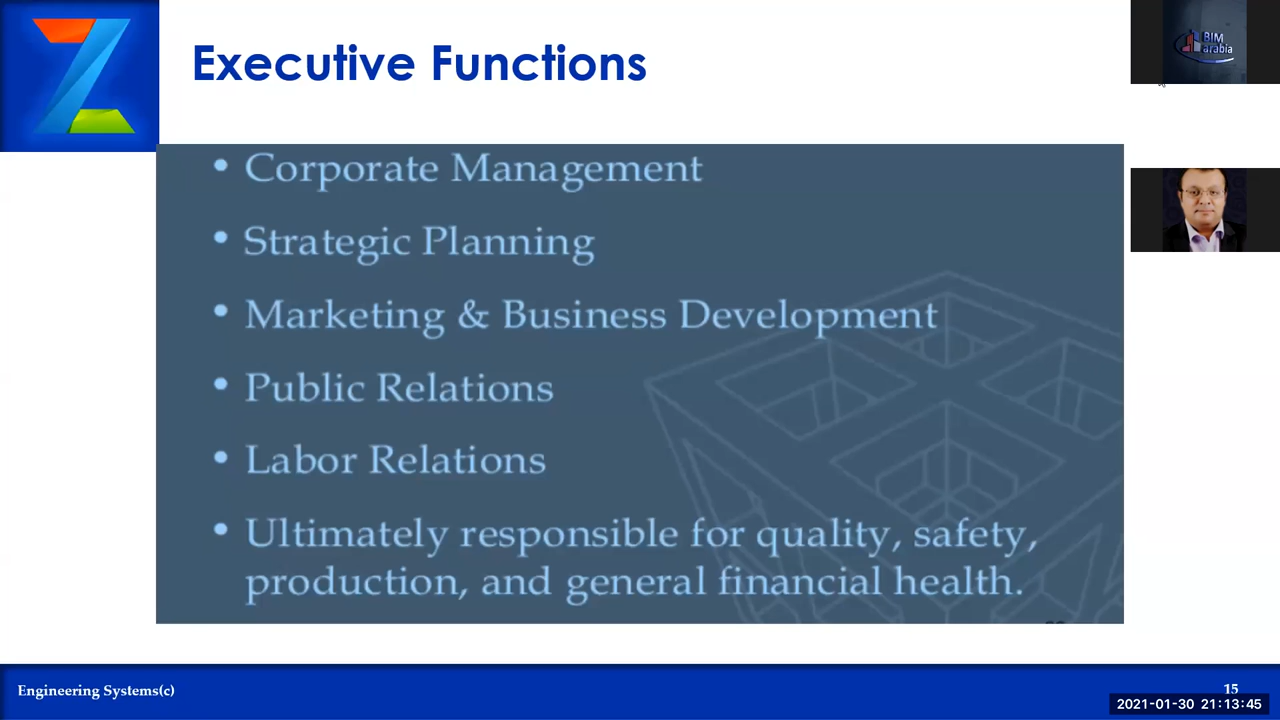 Executive Functions
BIM
arabia
• Corporate Management
• Strategic Planning
• Marketing & Business Development
• Public Relations
• Labor Relations
• Ultimately responsible for quality, safety,
production, and general financial health.
Engineering Systems(c)
15
2021-01-30 21:13:45